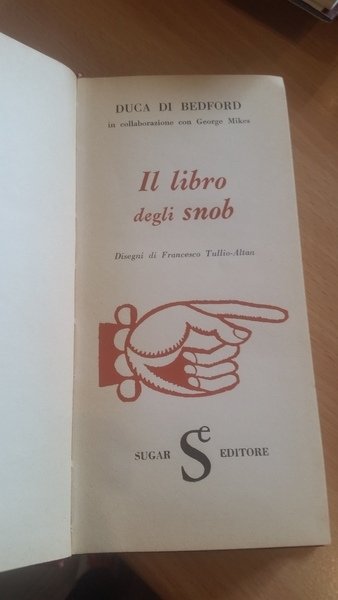 DUCA DI BEDFORD
in collaborazione con George Mikes
Il libro
degli snob
Disegni di Francesco Tullio-Altan
SUGAR Se EDITORE